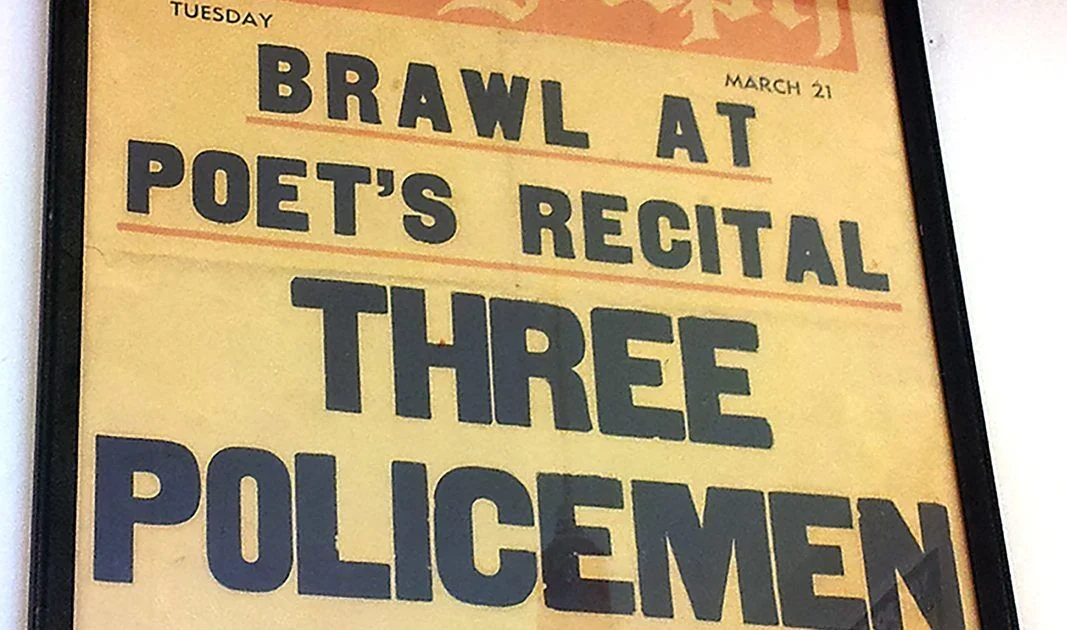 TUESDAY
MARCH 21
BRAWL AT
POET'S RECITAL
THREE
POLICEMEN